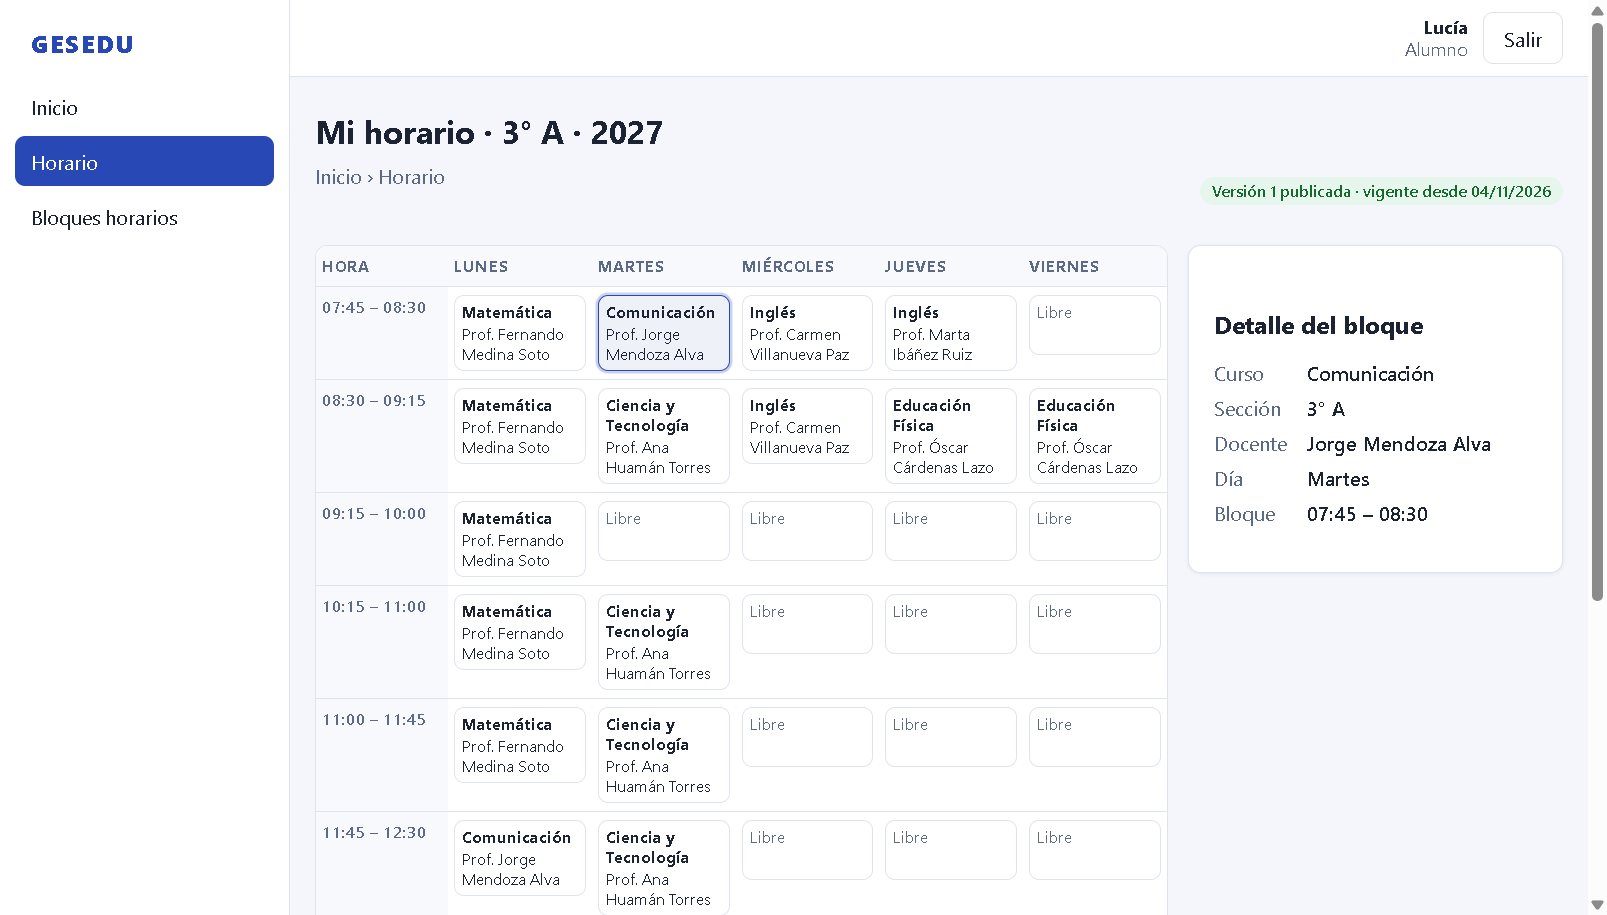 GESEDU
Inicio
Horario
Bloques horarios
Lucía
Alumno
Salir
Mi horario · 3° A · 2027
Inicio › Horario
Versión 1 publicada · vigente desde 04/11/2026
HORA LUNES MARTES MIÉRCOLES JUEVES VIERNES
07:45 – 08:30
Matemática
Prof. Fernando
Medina Soto
Comunicación
Prof. Jorge
Mendoza Alva
Inglés
Prof. Carmen
Villanueva Paz
Inglés
Prof. Marta
Ibáñez Ruiz
Libre
08:30 – 09:15
Matemática
Prof. Fernando
Medina Soto
Ciencia y
Tecnología
Prof. Ana
Huamán Torres
Inglés
Prof. Carmen
Villanueva Paz
Educación
Física
Prof. Óscar
Cárdenas Lazo
Educación
Física
Prof. Óscar
Cárdenas Lazo
09:15 – 10:00
Matemática
Prof. Fernando
Medina Soto
Libre
Libre
Libre
Libre
10:15 – 11:00
Matemática
Prof. Fernando
Medina Soto
Ciencia y
Tecnología
Prof. Ana
Huamán Torres
Libre
Libre
Libre
11:00 – 11:45
Matemática
Prof. Fernando
Medina Soto
Ciencia y
Tecnología
Prof. Ana
Huamán Torres
Libre
Libre
Libre
11:45 – 12:30
Comunicación
Prof. Jorge
Mendoza Alva
Ciencia y
Tecnología
Prof. Ana
Huamán Torres
Libre
Libre
Libre
Detalle del bloque
Curso Comunicación
Sección 3° A
Docente Jorge Mendoza Alva
Día Martes
Bloque 07:45 – 08:30